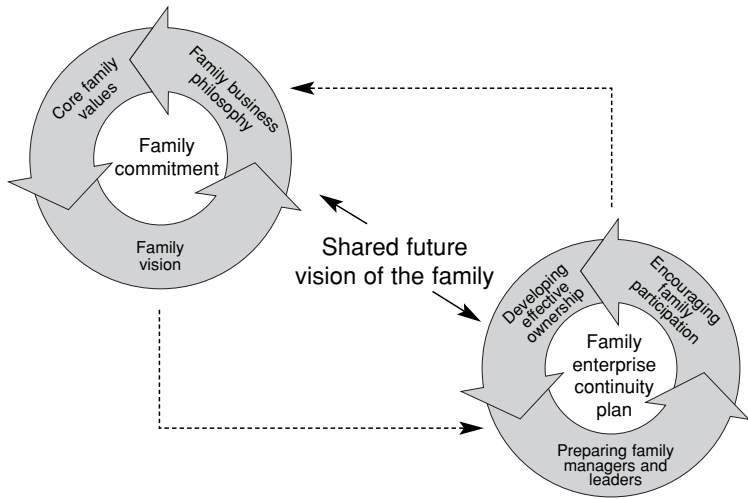 Core family
values
Family business
philosophy
Family
commitment
Family
vision
Shared future
vision of the family
Developing
effective
ownership
Encouraging
family
participation
Family
enterprise
continuity
plan
Preparing family
managers and
leaders